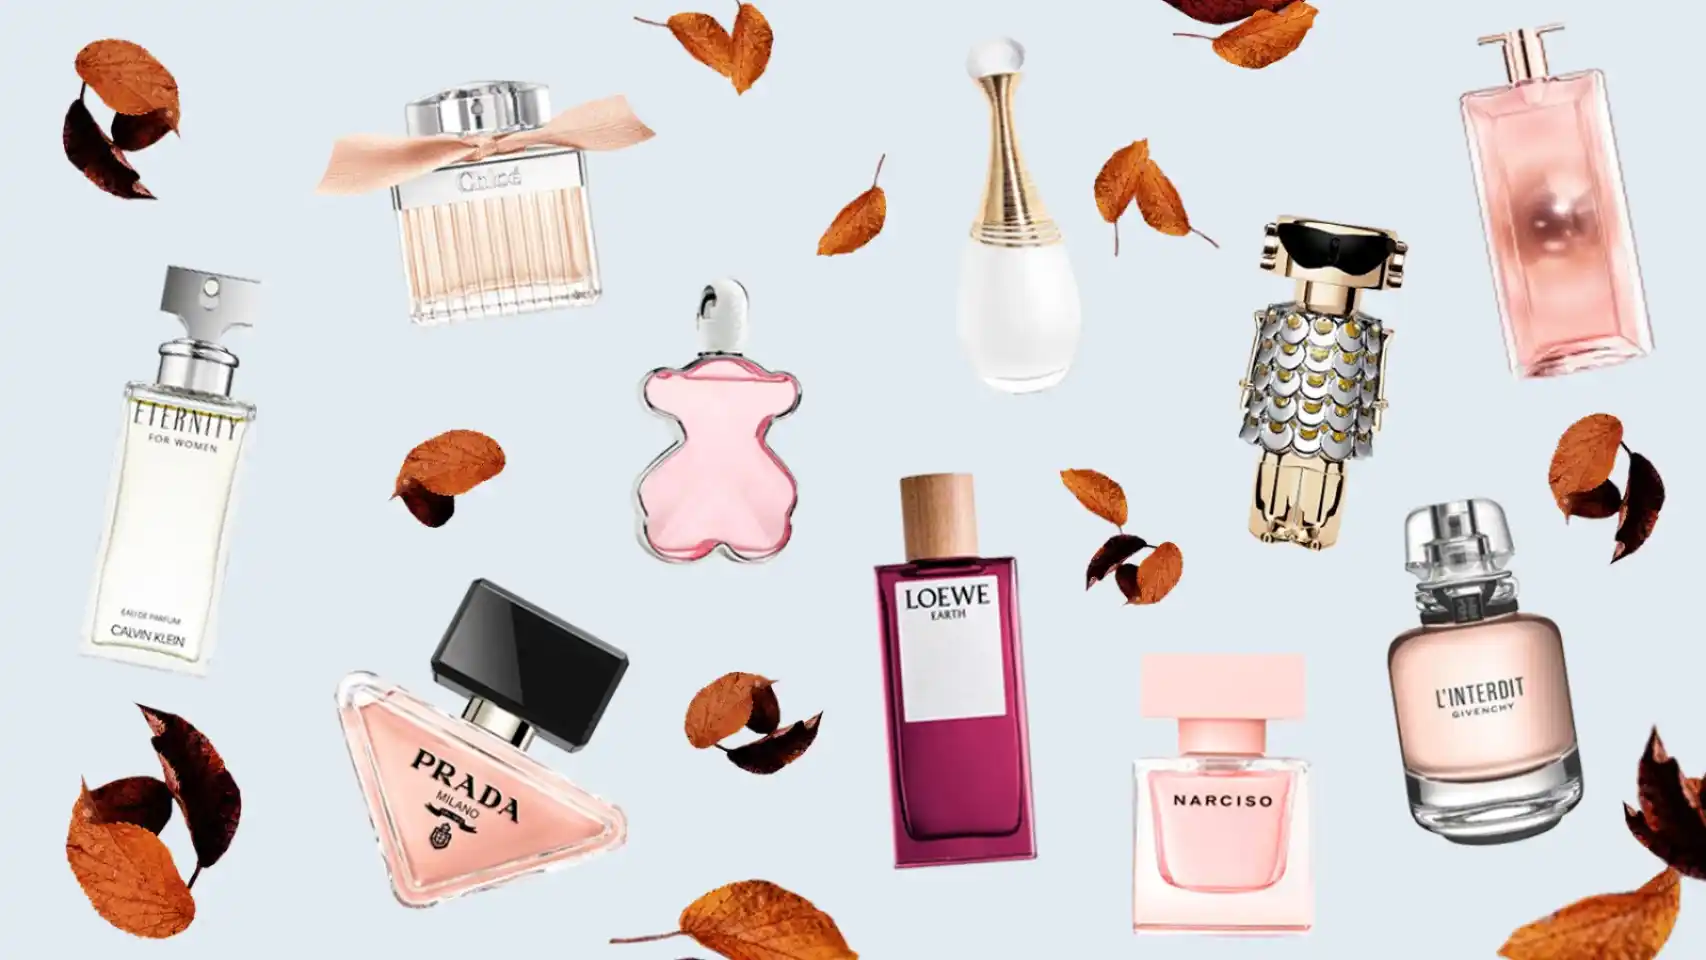 Chloé
ETERNITY
FOR WOMEN
EAU DE PARFUM
CALVIN KLEIN
PRADA
MILANO
LOEWE
EARTH
NARCISO
L'INTERDIT
GIVENCHY